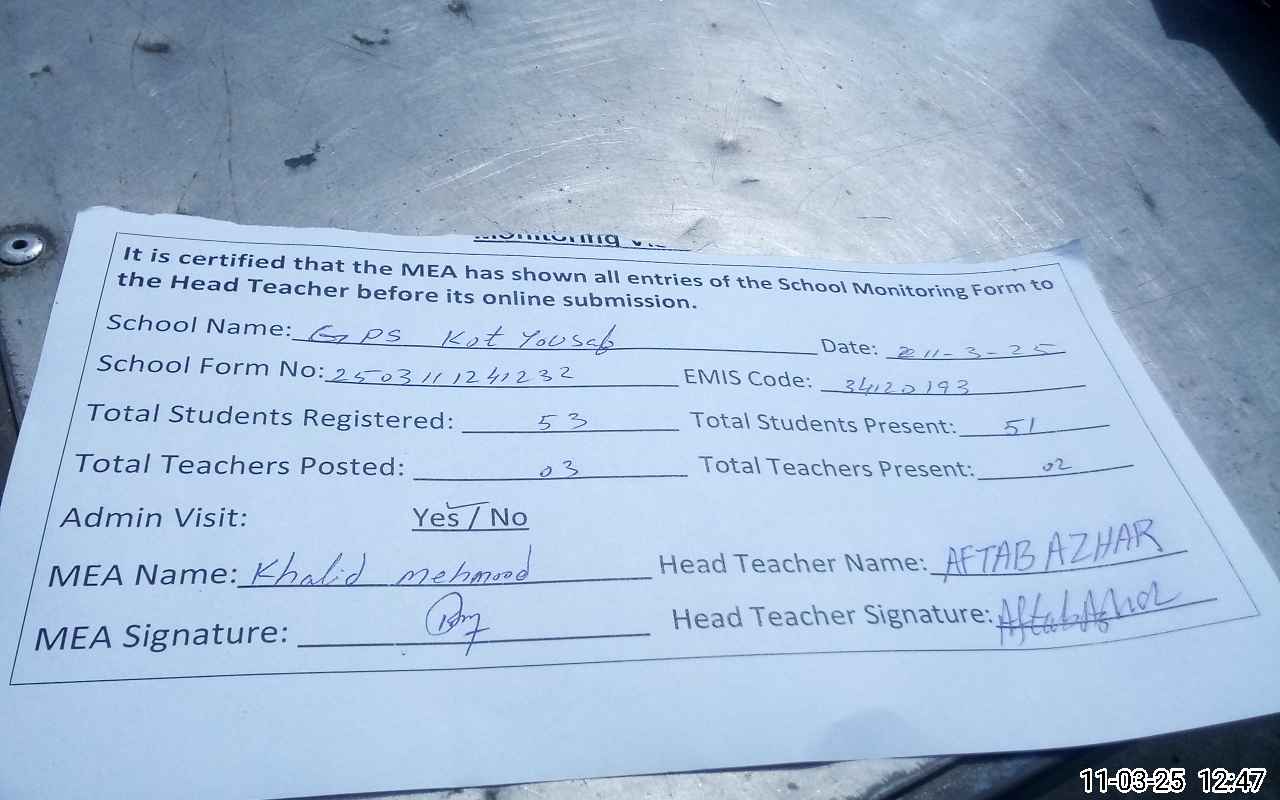 Monitoring Vis
It is certified that the MEA has shown all entries of the School Monitoring Form to
the Head Teacher before its online submission.
School Name: GPS Kot Yousaf Date: 11-3-25
School Form No: 2503111241232 EMIS Code: 34120193
Total Students Registered: 53 Total Students Present: 51
Total Teachers Posted: 03 Total Teachers Present: 02
Admin Visit: Yes / No
MEA Name: Khalid Mehmood Head Teacher Name: AFTAB AZHAR
MEA Signature: Head Teacher Signature: Aftab Azhar
11-03-25 12:47